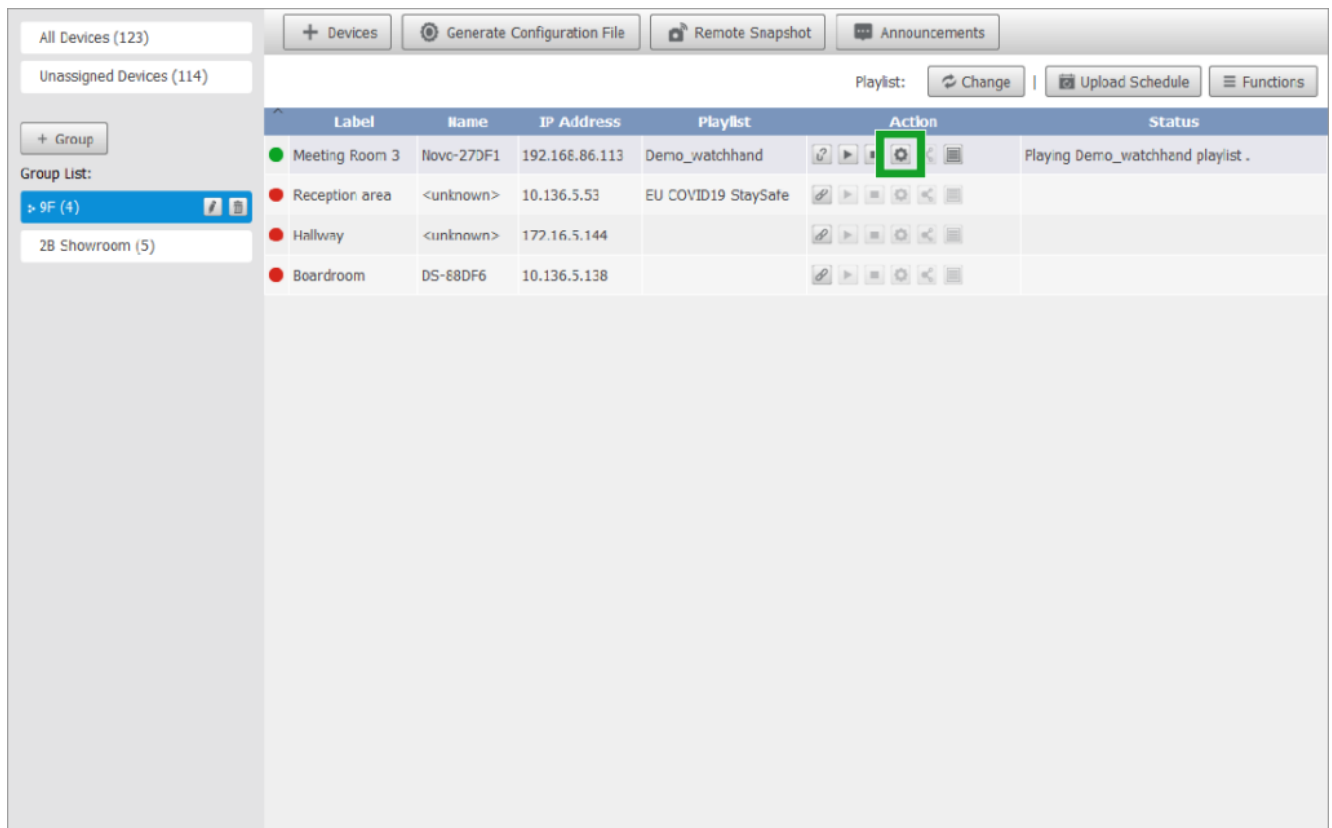 All Devices (123)
Unassigned Devices (114)
+ Group
Group List:
9F (4)
2B Showroom (5)
+ Devices
Generate Configuration File
Remote Snapshot
Announcements
Playlist:
Change
|
Upload Schedule
Functions
Label Name IP Address Playlist Action Status
Meeting Room 3 Novo-27DF1 192.168.86.113 Demo_watchhand Playing Demo_watchhand playlist .
Reception area <unknown> 10.136.5.53 EU COVID19 StaySafe
Hallway <unknown> 172.16.5.144
Boardroom DS-88DF6 10.136.5.138